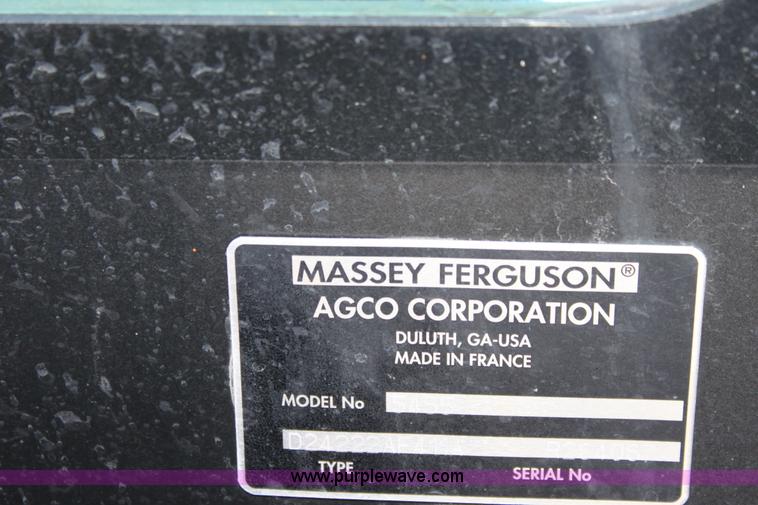 MASSEY FERGUSON®
AGCO CORPORATION
DULUTH, GA-USA
MADE IN FRANCE
MODEL No
TYPE SERIAL No
www.purplewave.com